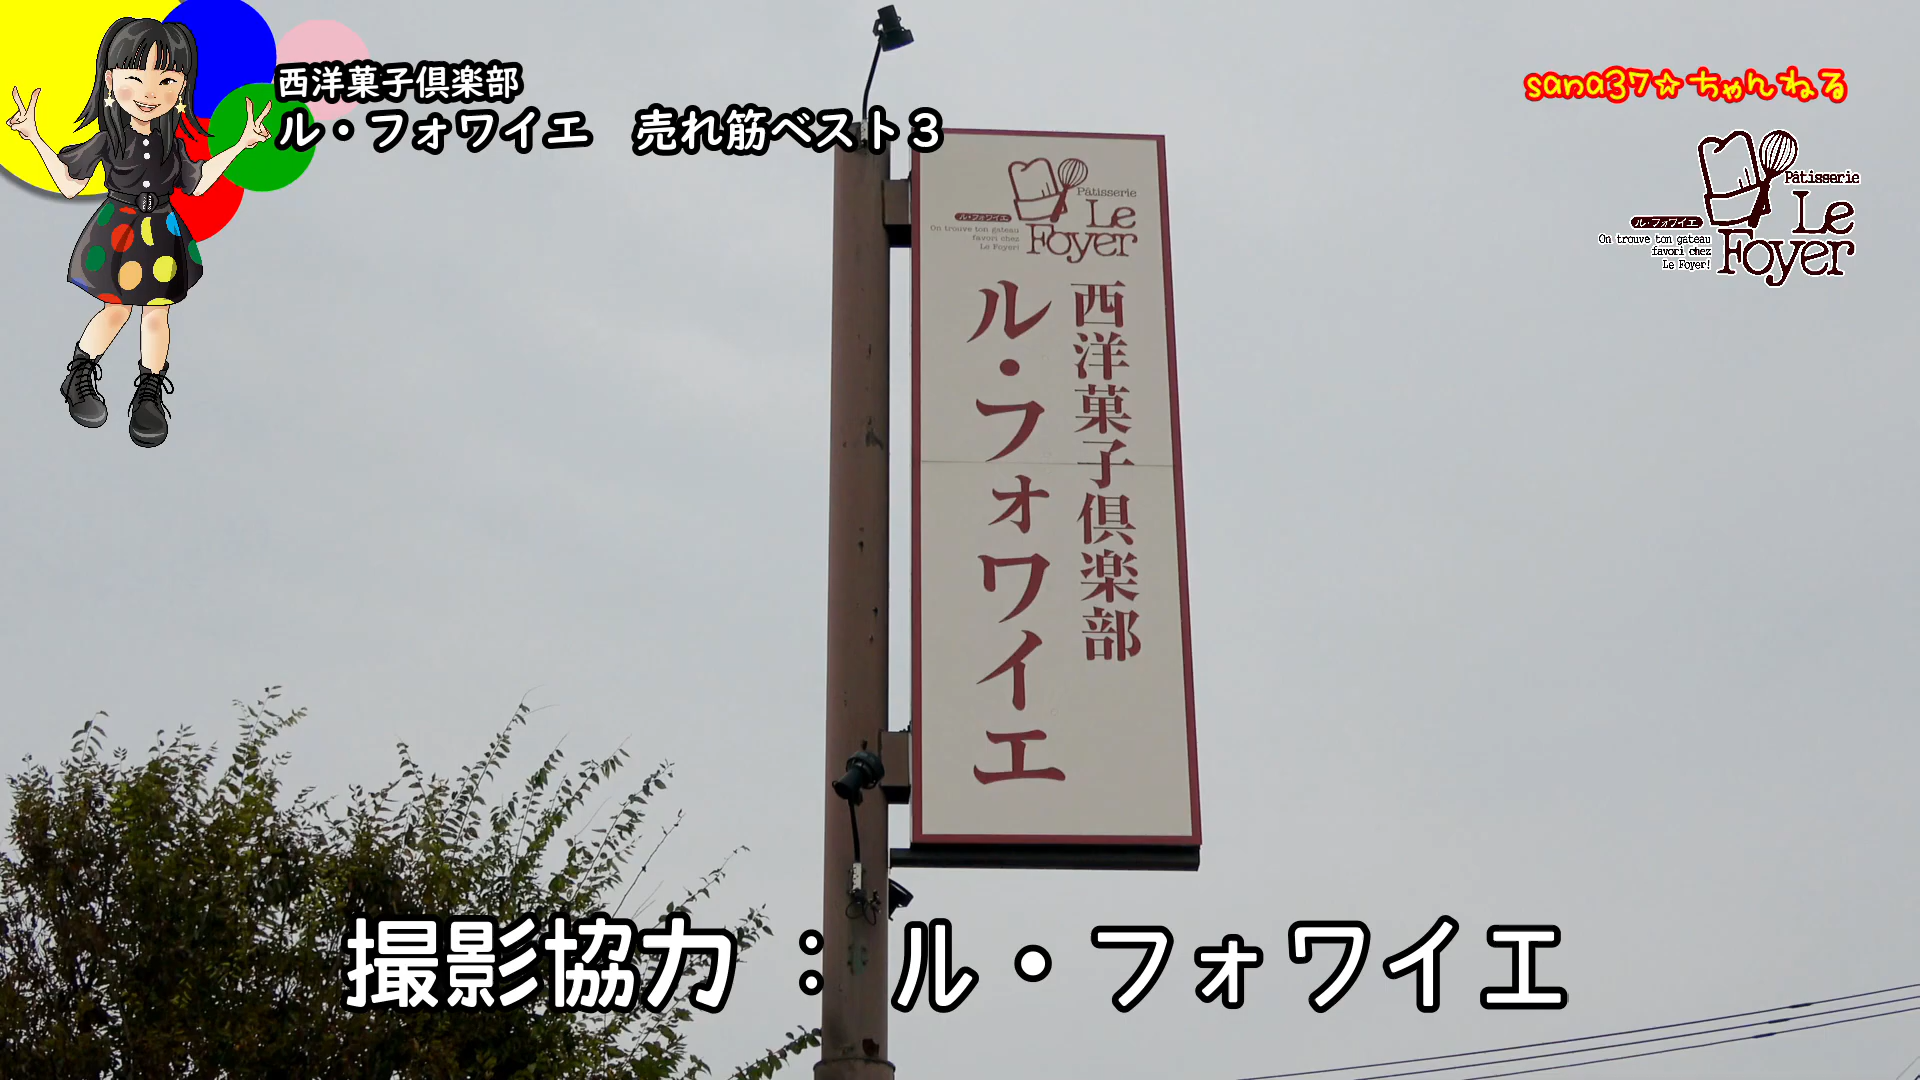 西洋菓子倶楽部
ル・フォワイエ 売れ筋ベスト3
sana37☆ちゃんねる
Pâtisserie
Le
Foyer
ル・フォワイエ
On trouve ton gateau
favori chez
Le Foyer!
Pâtisserie
Le
Foyer
ル・フォワイエ
On trouve ton gateau
favori chez
Le Foyer!
西洋菓子倶楽部
ル・フォワイエ
撮影協力：ル・フォワイエ